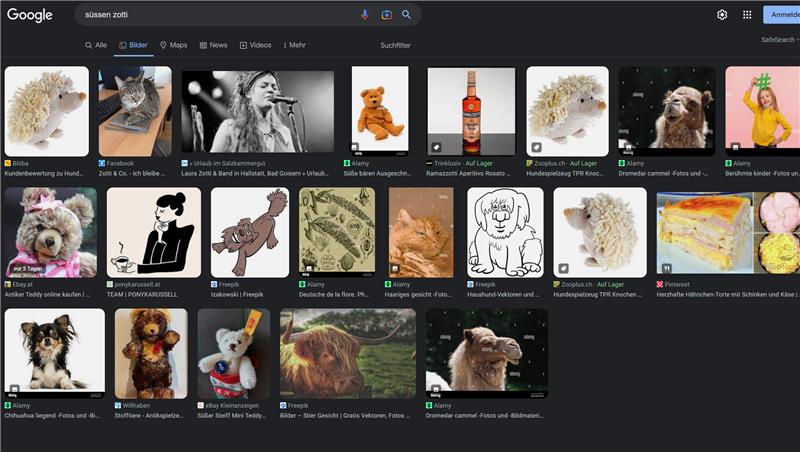 Google
süssen zotti
Anmelde
Alle
Bilder
Maps
News
Videos
Mehr
Suchfilter
SafeSearch
Bitiba
Kundenbewertung zu Hund...
Facebook
Zotti & Co. - Ich bleibe ...
» Urlaub im Salzkammergut
Laura Zotti & Band in Hallstatt, Bad Goisern » Urlaub...
Alamy
Süße bären Ausgeschn...
Trinklusiv · Auf Lager
Ramazzotti Aperitivo Rosato ...
Zooplus.ch · Auf Lager
Hundespielzeug TPR Knoc...
Alamy
Dromedar cammel -Fotos und -...
Alamy
Berühmte kinder -Fotos un...
vor 3 Tagen
Ebay.at
Antiker Teddy online kaufen | ...
ponykarussell.at
TEAM | PONYKARUSSELL
Freepik
Izakowski | Freepik
Alamy
Deutsche de la flore. Ph...
Alamy
Haariges gesicht -Foto...
Freepik
Haushund-Vektoren und ...
Zooplus.ch · Auf Lager
Hundespielzeug TPR Knochen ...
Pinterest
Herzhafte Hähnchen-Torte mit Schinken und Käse | ...
Alamy
Chihuahua liegend -Fotos und -Bi...
Willhaben
Stofftiere - Antikspielze...
eBay Kleinanzeigen
Süßer Steiff Mini Teddy...
Freepik
Bilder – Stier Gesicht | Gratis Vektoren, Fotos ...
Alamy
Dromedar cammel -Fotos und -Bildmateri...